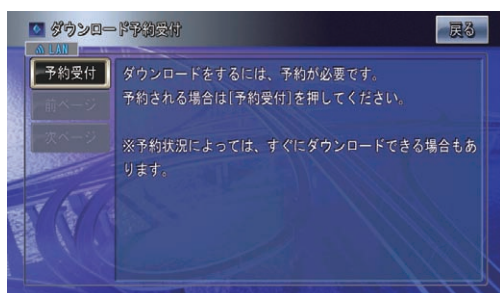 ダウンロード予約受付
戻る
LAN
予約受付
前ページ
次ページ
ダウンロードをするには、予約が必要です。
予約される場合は[予約受付]を押してください。
※予約状況によっては、すぐにダウンロードできる場合もあ
ります。